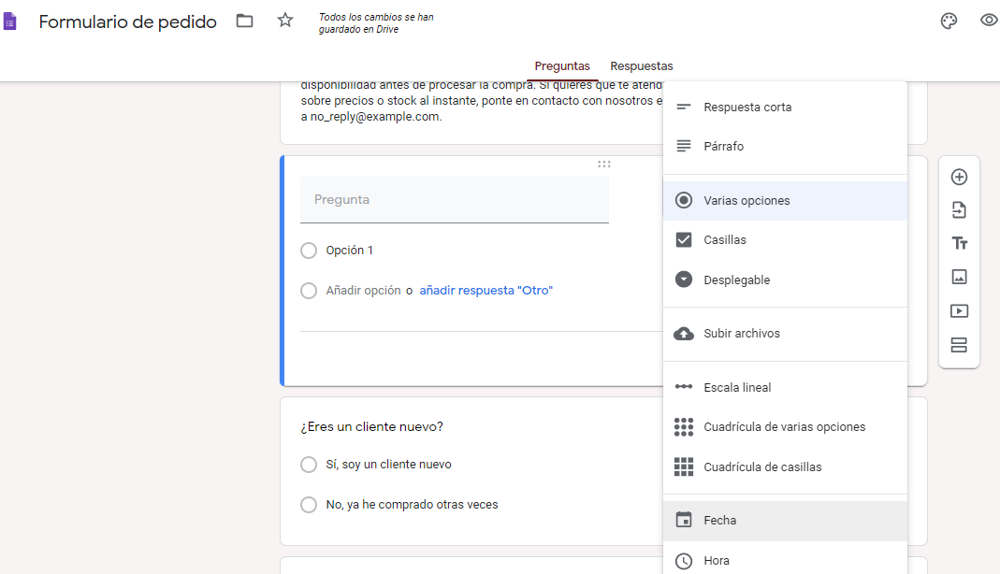 Formulario de pedido
Todos los cambios se han
guardado en Drive
Preguntas Respuestas
disponibilidad antes de procesar la compra. Si quieres que te atend
sobre precios o stock al instante, ponte en contacto con nosotros e
a no_reply@example.com.
Pregunta
Opción 1
Añadir opción o añadir respuesta "Otro"
¿Eres un cliente nuevo?
Sí, soy un cliente nuevo
No, ya he comprado otras veces
Respuesta corta
Párrafo
Varias opciones
Casillas
Desplegable
Subir archivos
Escala lineal
Cuadrícula de varias opciones
Cuadrícula de casillas
Fecha
Hora
Tт